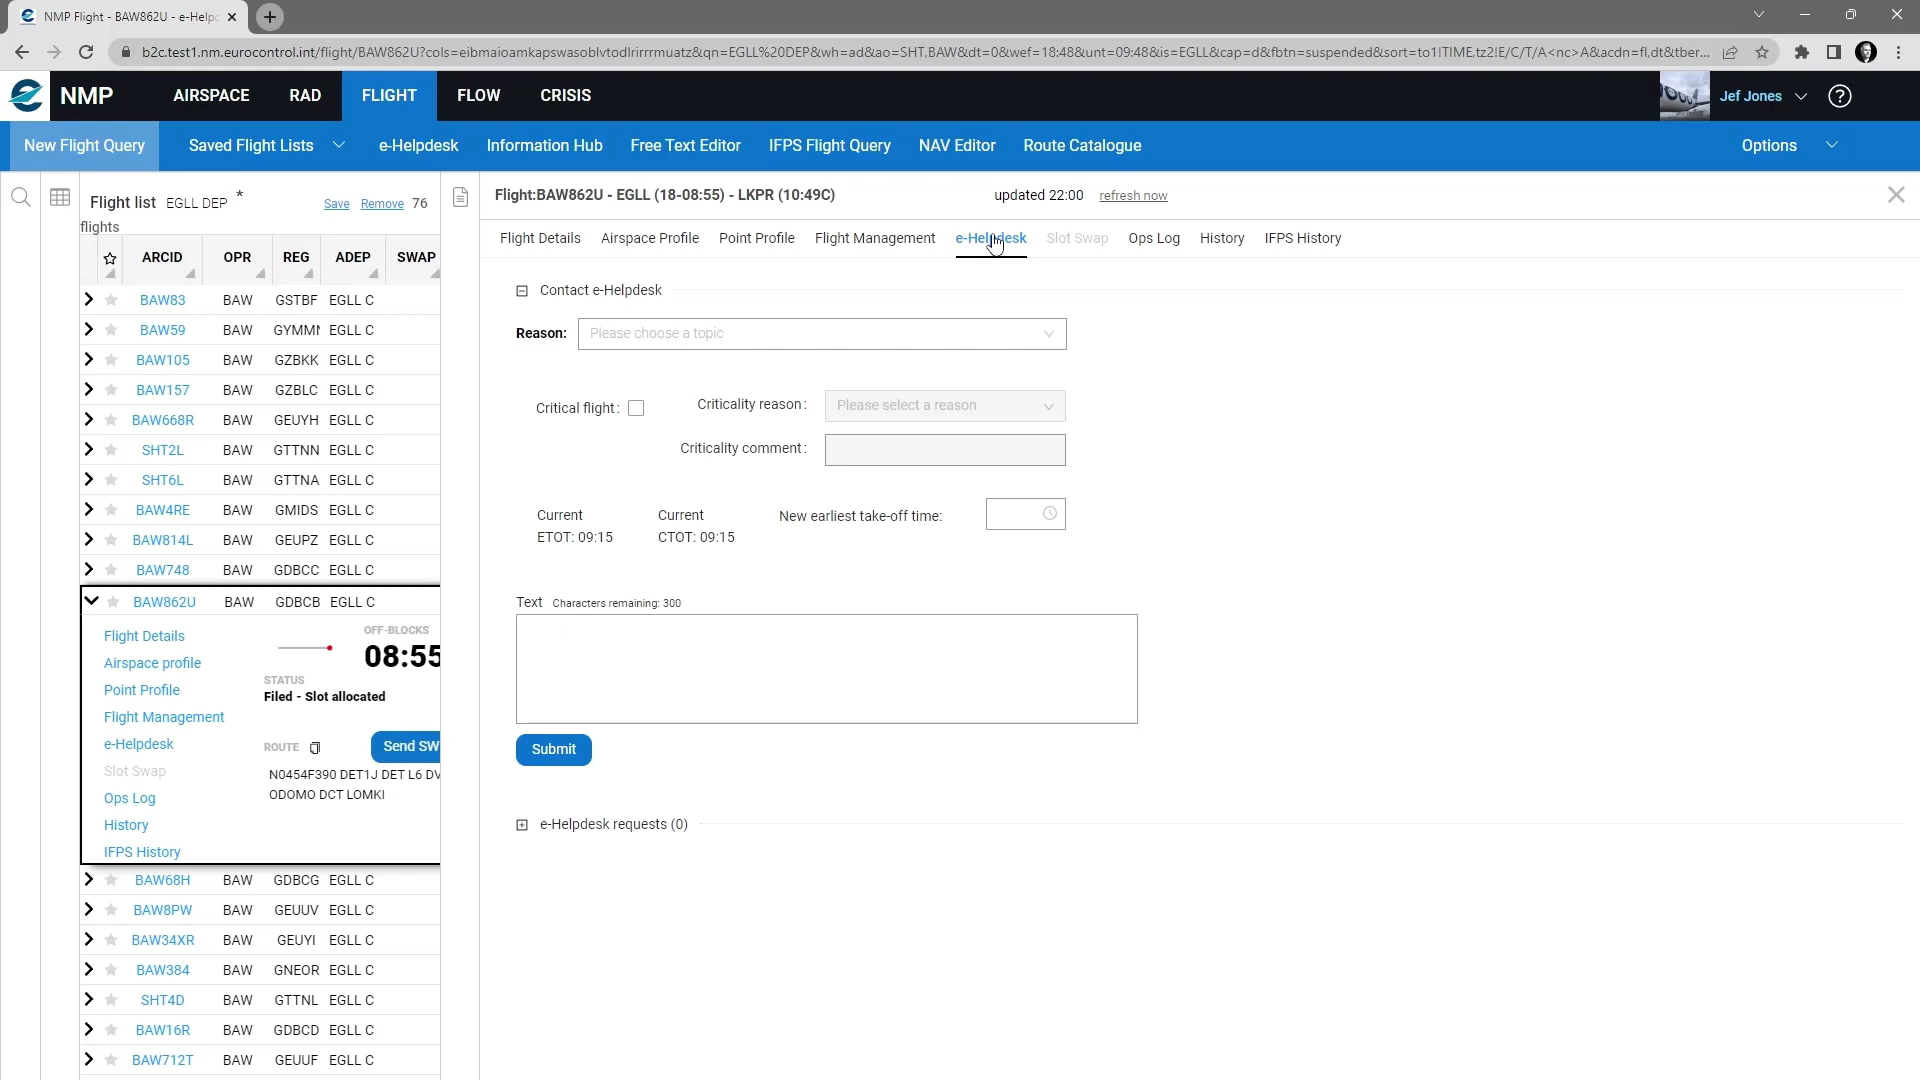 NMP Flight - BAW862U - e-Help
b2c.test1.nm.eurocontrol.int/flight/BAW862U?cols=eibmaioamkapswasoblvtodlrirrrmuatz&qn=EGLL%20DEP&wh=ad&ao=SHT,BAW&dt=0&wef=18:48&unt=09:48&is=EGLL&cap=d&fbtn=suspended&sort=to1!TIME,tz2!E/C/T/A<nc>A&acdn=fl,dt&tber...
NMP AIRSPACE RAD FLIGHT FLOW CRISIS Jef Jones
New Flight Query Saved Flight Lists e-Helpdesk Information Hub Free Text Editor IFPS Flight Query NAV Editor Route Catalogue Options
Flight list EGLL DEP * Save Remove 76
flights
ARCID OPR REG ADEP SWAP
BAW83 BAW GSTBF EGLL C
BAW59 BAW GYMMN EGLL C
BAW105 BAW GZBKK EGLL C
BAW157 BAW GZBLC EGLL C
BAW668R BAW GEUYH EGLL C
SHT2L BAW GTTNN EGLL C
SHT6L BAW GTTNA EGLL C
BAW4RE BAW GMIDS EGLL C
BAW814L BAW GEUPZ EGLL C
BAW748 BAW GDBCC EGLL C
BAW862U BAW GDBCB EGLL C
Flight Details
Airspace profile
Point Profile
Flight Management
e-Helpdesk
Slot Swap
Ops Log
History
IFPS History
OFF-BLOCKS
08:55
STATUS
Filed - Slot allocated
ROUTE Send SW
N0454F390 DET1J DET L6 DV
ODOMO DCT LOMKI
BAW68H BAW GDBCG EGLL C
BAW8PW BAW GEUUV EGLL C
BAW34XR BAW GEUYI EGLL C
BAW384 BAW GNEOR EGLL C
SHT4D BAW GTTNL EGLL C
BAW16R BAW GDBCD EGLL C
BAW712T BAW GEUUF EGLL C
Flight:BAW862U - EGLL (18-08:55) - LKPR (10:49C) updated 22:00 refresh now
Flight Details Airspace Profile Point Profile Flight Management e-Helpdesk Slot Swap Ops Log History IFPS History
Contact e-Helpdesk
Reason: Please choose a topic
Critical flight: Criticality reason: Please select a reason
Criticality comment:
Current Current New earliest take-off time:
ETOT: 09:15 CTOT: 09:15
Text Characters remaining: 300
Submit
e-Helpdesk requests (0)